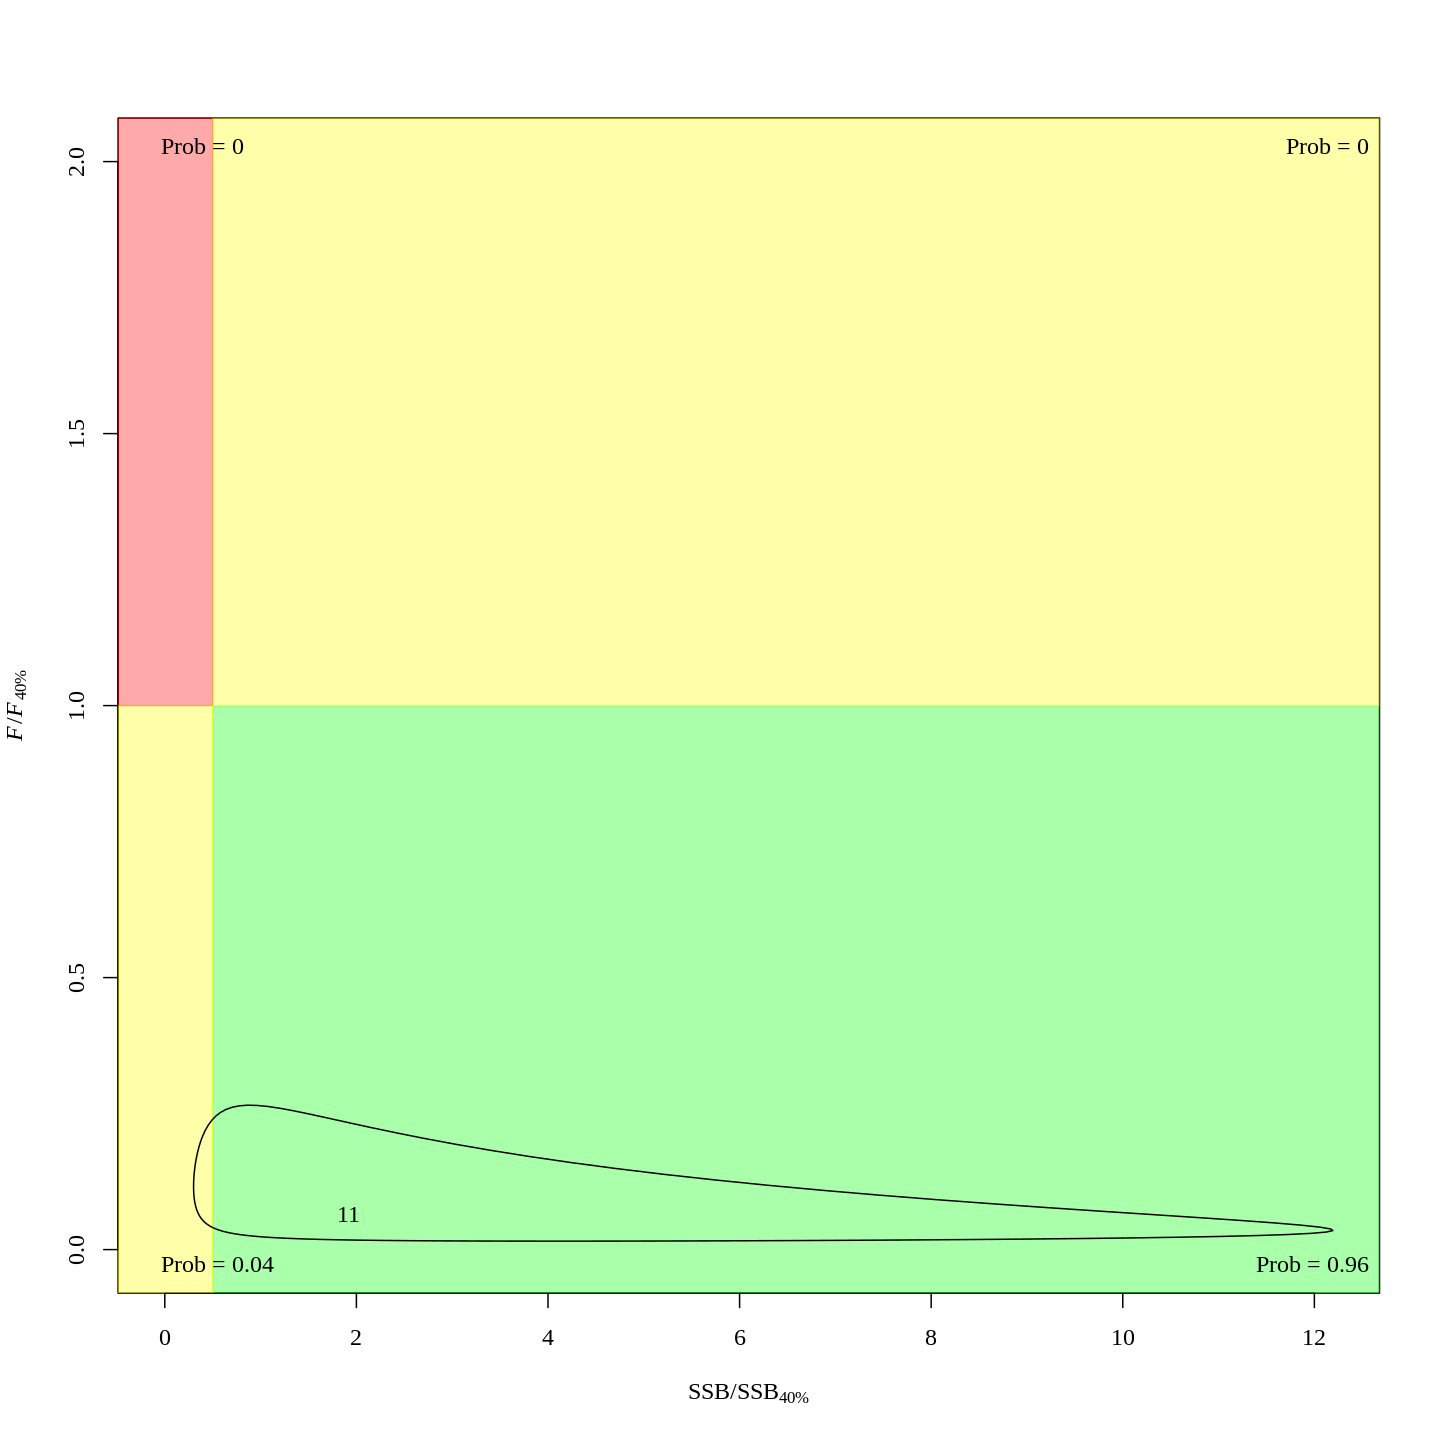 Prob = 0
Prob = 0
2.0
1.5
1.0
0.5
0.0
F/F40%
11
Prob = 0.04
Prob = 0.96
0 2 4 6 8 10 12
SSB/SSB40%